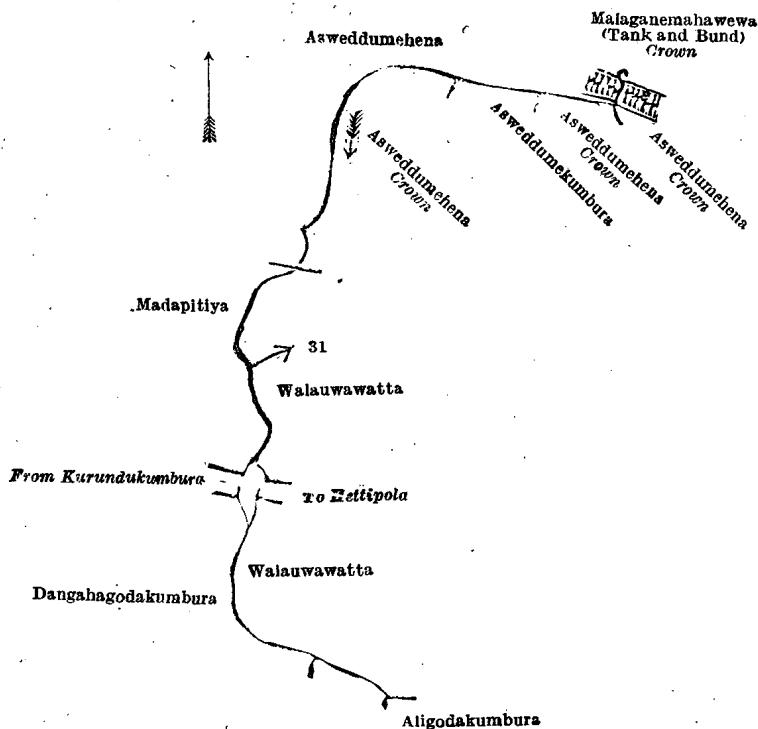 Malaganemahawewa
(Tank and Bund)
Crown
Asweddumehena
Asweddumehena
Crown
Asweddumekumbura
Asweddumehena
Crown
Asweddumehena
Crown
Madapitiya
31
Walauwawatta
From Kurundukumbura
To Hettipola
Walauwawatta
Dangahagodakumbura
Aligodakumbura